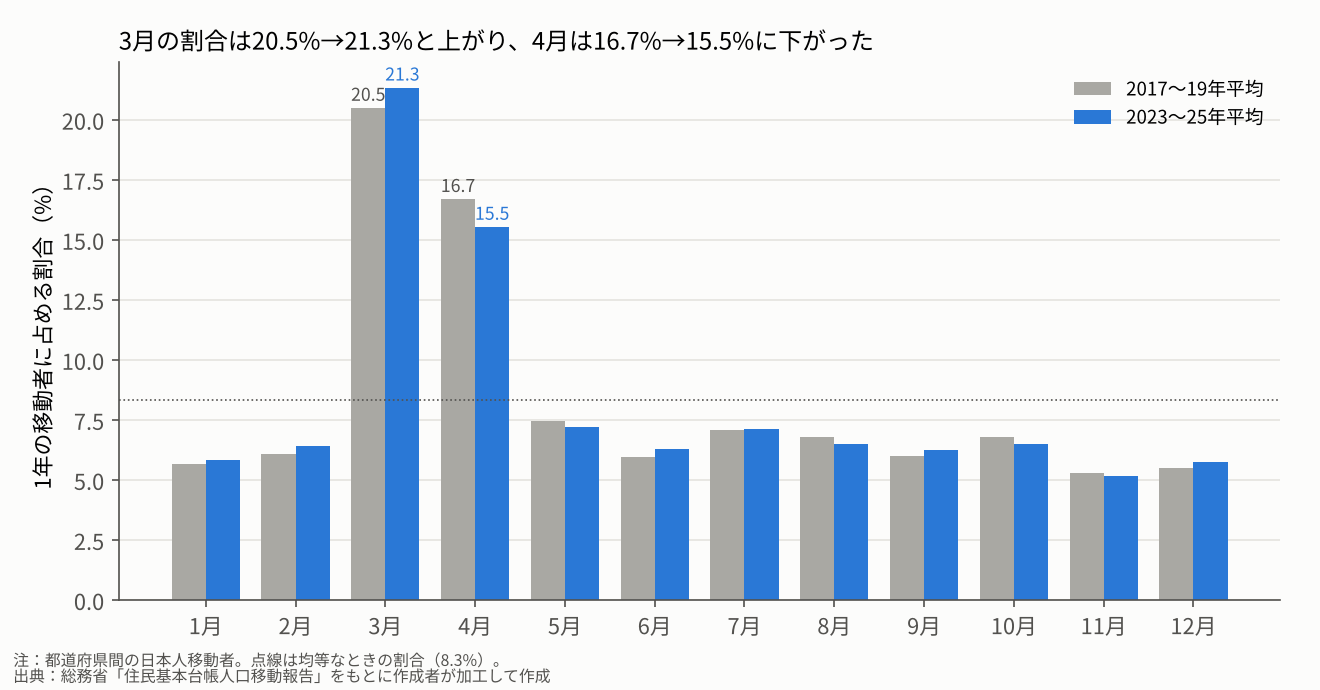 3月の割合は20.5%→21.3%と上がり、4月は16.7%→15.5%に下がった
1年の移動者に占める割合（%）
20.0
17.5
15.0
12.5
10.0
7.5
5.0
2.5
0.0
20.5
21.3
16.7
15.5
2017～19年平均
2023～25年平均
1月
2月
3月
4月
5月
6月
7月
8月
9月
10月
11月
12月
注：都道府県間の日本人移動者。点線は均等なときの割合（8.3%）。
出典：総務省「住民基本台帳人口移動報告」をもとに作成者が加工して作成